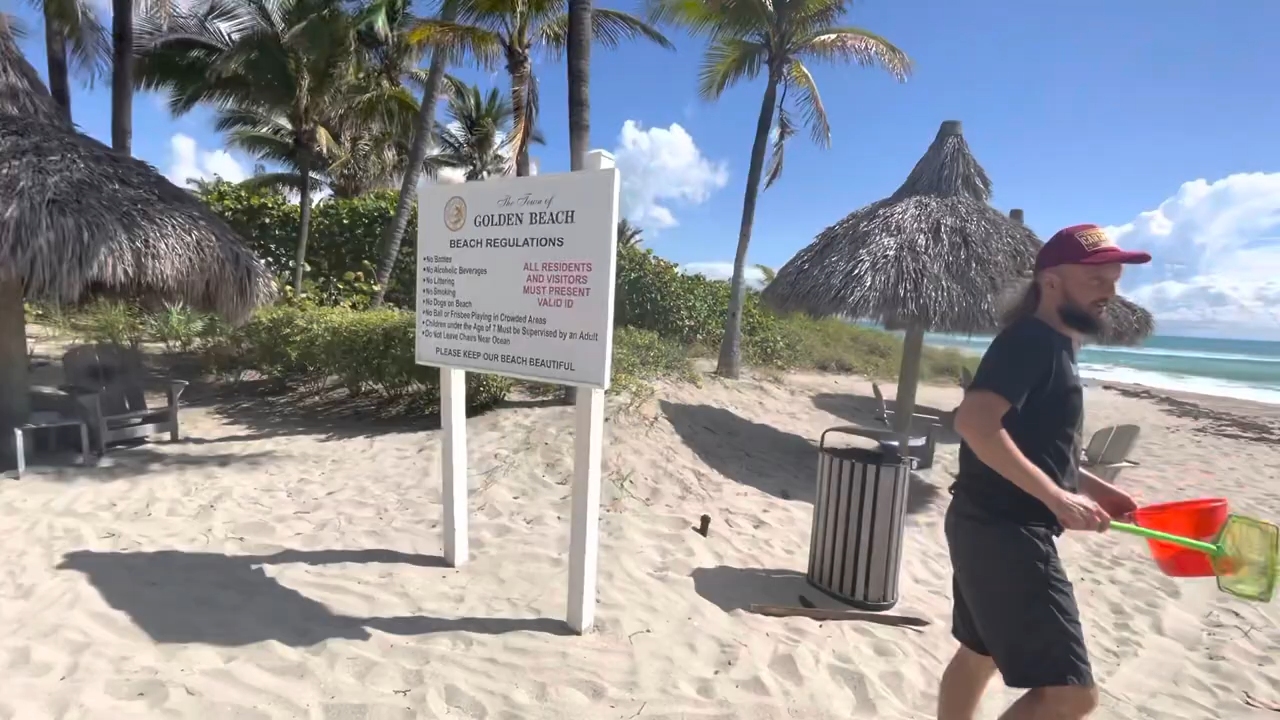 The Town of
GOLDEN BEACH
BEACH REGULATIONS
•No Bottles
•No Alcoholic Beverages
•No Littering
•No Smoking
•No Dogs on Beach
•No Ball or Frisbee Playing in Crowded Areas
•Children under the Age of 7 Must be Supervised by an Adult
•Do Not Leave Chairs Near Ocean
ALL RESIDENTS
AND VISITORS
MUST PRESENT
VALID ID
PLEASE KEEP OUR BEACH BEAUTIFUL